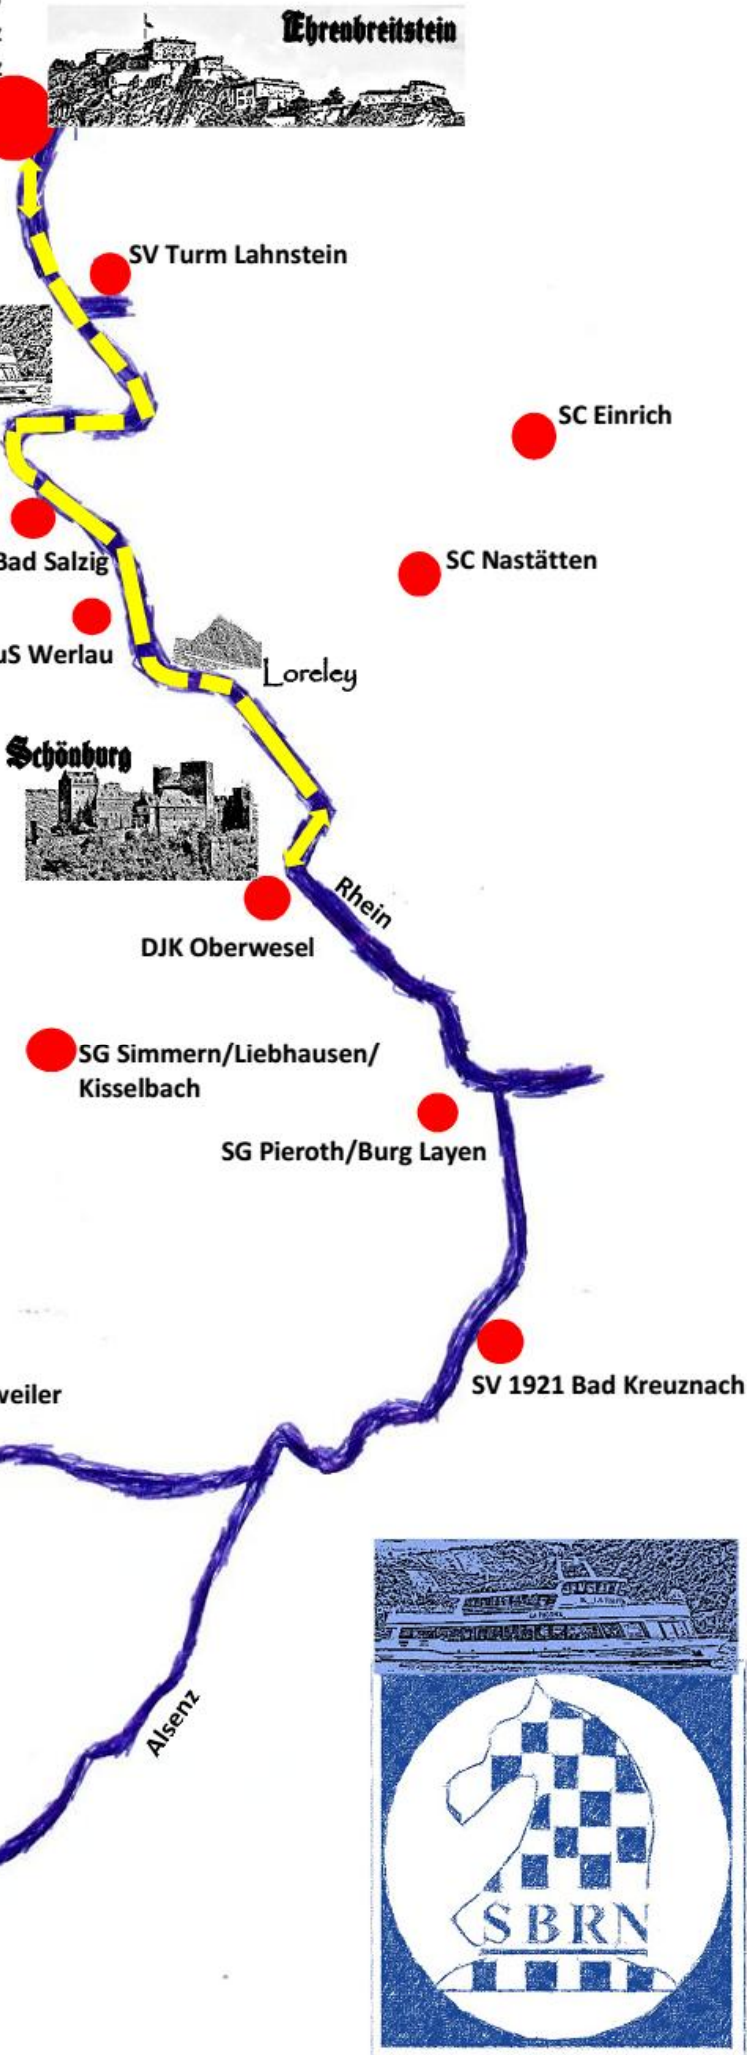 Ehrenbreitstein
SV Turm Lahnstein
SC Einrich
Bad Salzig
SC Nastätten
uS Werlau
Loreley
Schönburg
Rhein
DJK Oberwesel
SG Simmern/Liebhausen/
Kisselbach
SG Pieroth/Burg Layen
SV 1921 Bad Kreuznach
weiler
Alsenz
SBRN